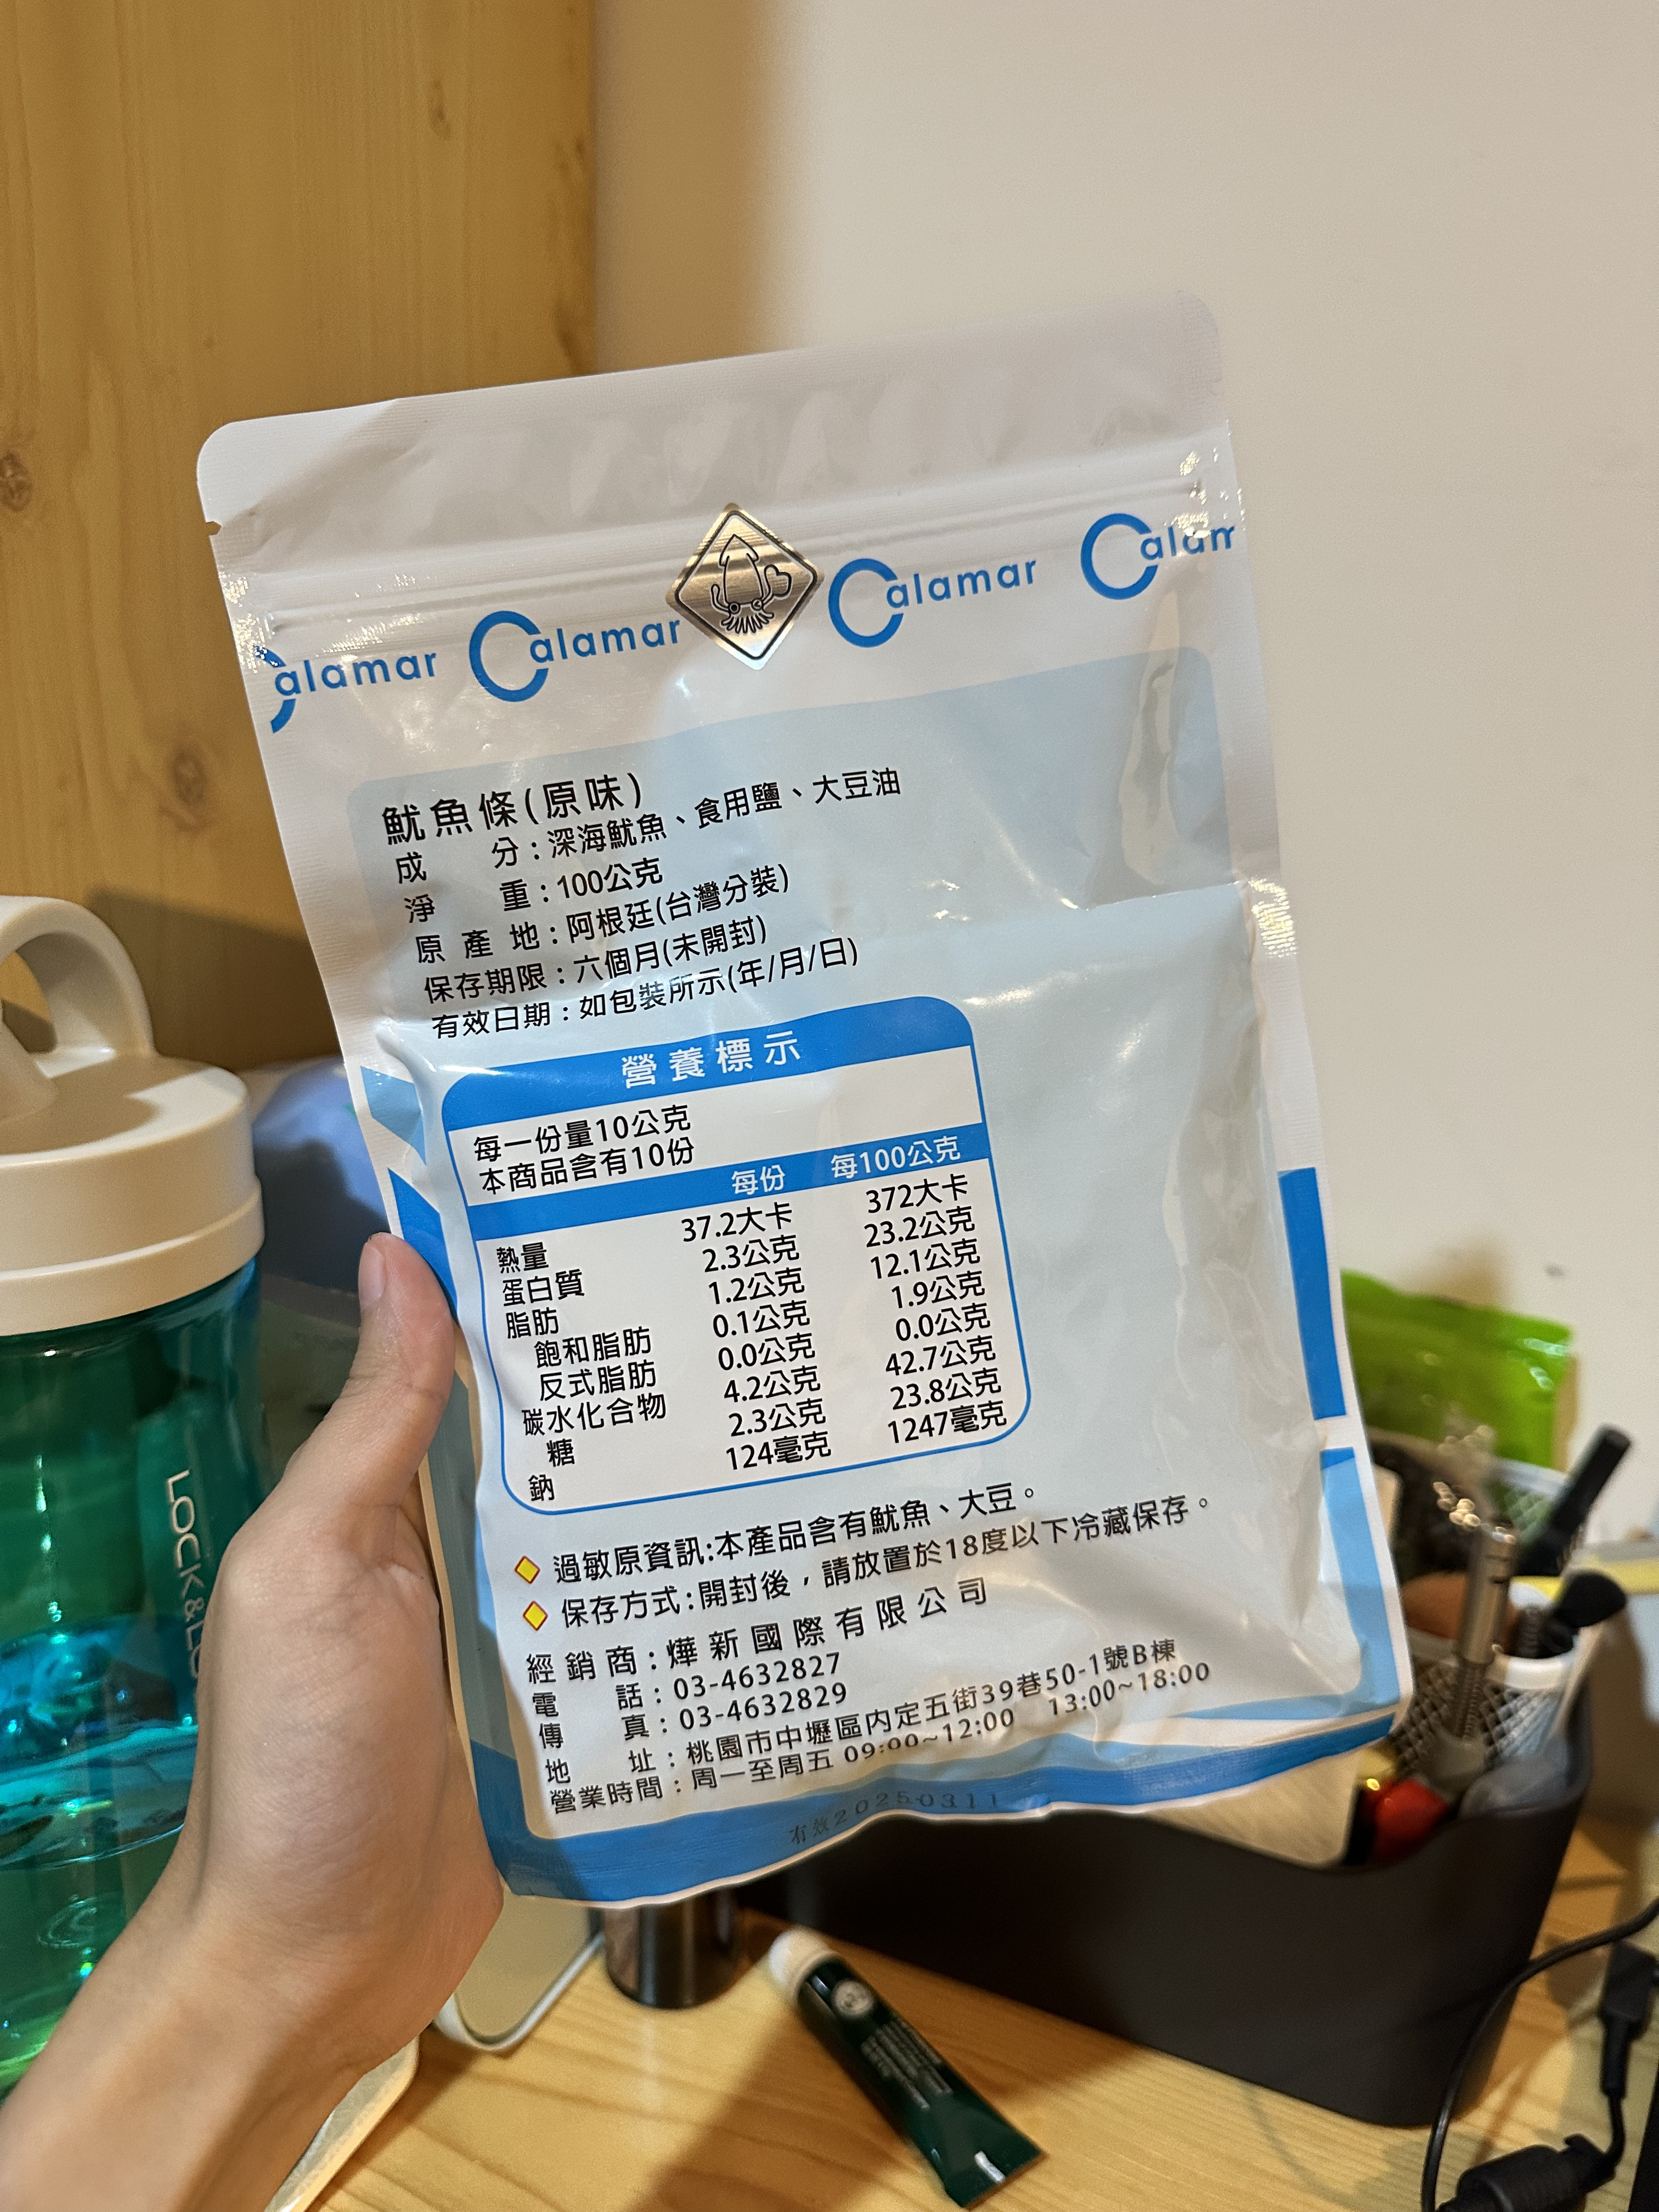 alamar Calamar Calamar Calam
魷魚條(原味)
成分：深海魷魚、食用鹽、大豆油
淨重：100公克
原產地：阿根廷(台灣分裝)
保存期限：六個月(未開封)
有效日期：如包裝所示(年/月/日)
營養標示
每一份量10公克
本商品含有10份
每份 每100公克
熱量 37.2大卡 372大卡
蛋白質 2.3公克 23.2公克
脂肪 1.2公克 12.1公克
飽和脂肪 0.1公克 1.9公克
反式脂肪 0.0公克 0.0公克
碳水化合物 4.2公克 42.7公克
糖 2.3公克 23.8公克
鈉 124毫克 1247毫克
過敏原資訊:本產品含有魷魚、大豆。
保存方式:開封後，請放置於18度以下冷藏保存。
經銷商：燁新國際有限公司
電話：03-4632827
傳真：03-4632829
地址：桃園市中壢區內定五街39巷50-1號B棟
營業時間：周一至周五 09:00~12:00 13:00~18:00
有效20250311
LOCK&LO